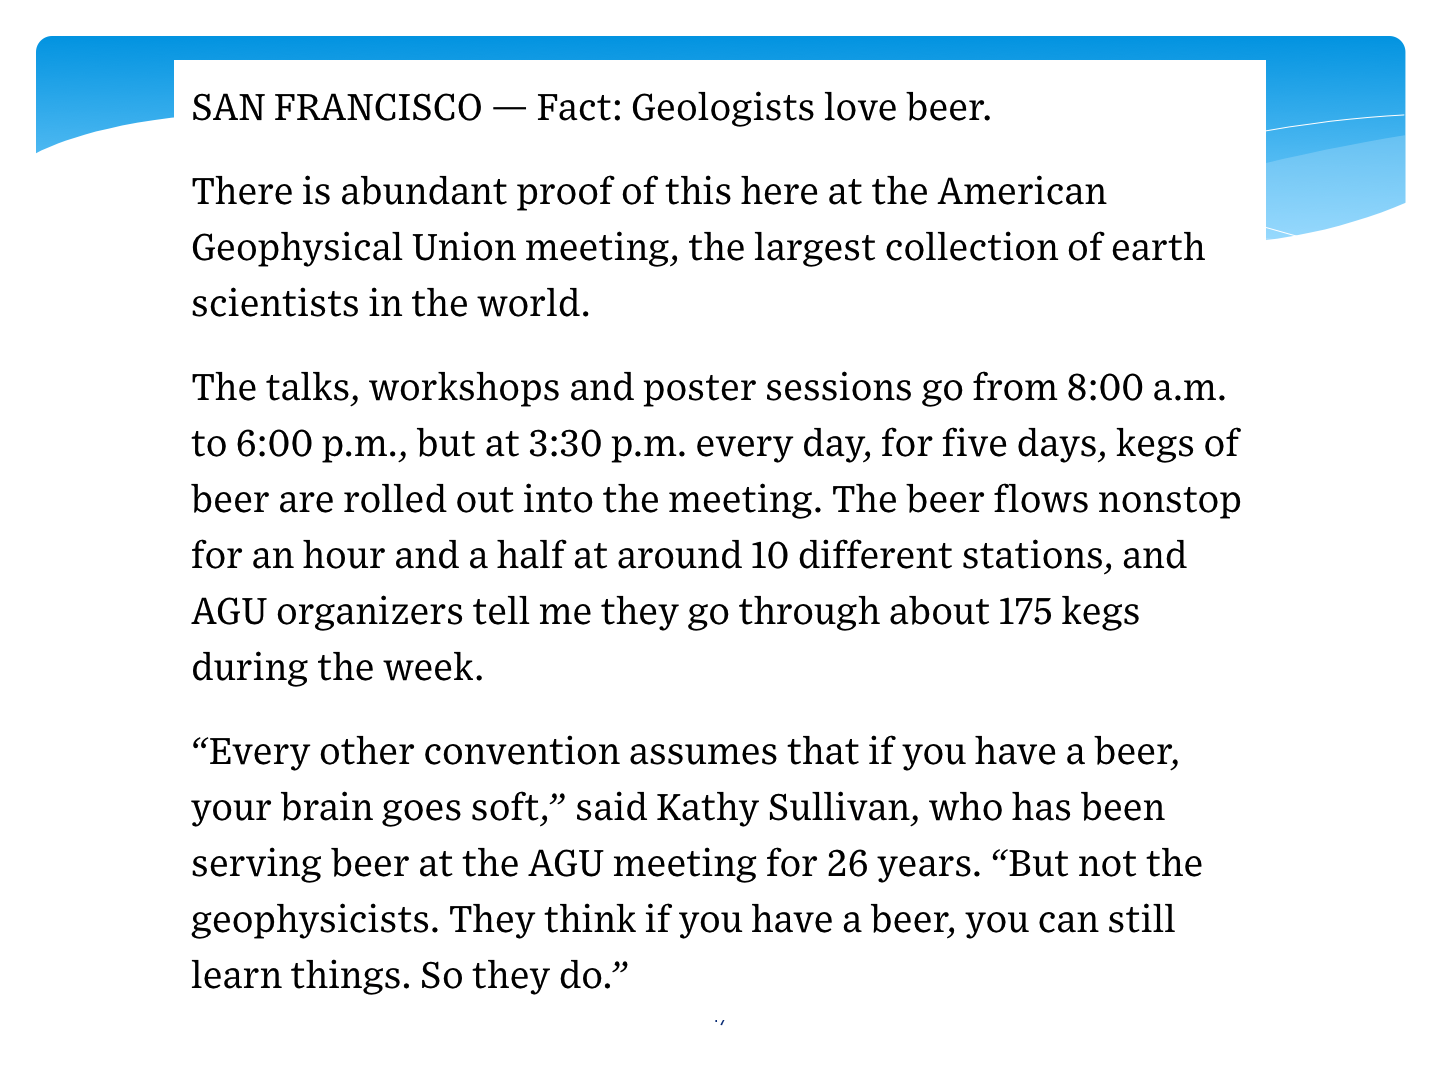 SAN FRANCISCO — Fact: Geologists love beer.
There is abundant proof of this here at the American
Geophysical Union meeting, the largest collection of earth
scientists in the world.
The talks, workshops and poster sessions go from 8:00 a.m.
to 6:00 p.m., but at 3:30 p.m. every day, for five days, kegs of
beer are rolled out into the meeting. The beer flows nonstop
for an hour and a half at around 10 different stations, and
AGU organizers tell me they go through about 175 kegs
during the week.
“Every other convention assumes that if you have a beer,
your brain goes soft,” said Kathy Sullivan, who has been
serving beer at the AGU meeting for 26 years. “But not the
geophysicists. They think if you have a beer, you can still
learn things. So they do.”